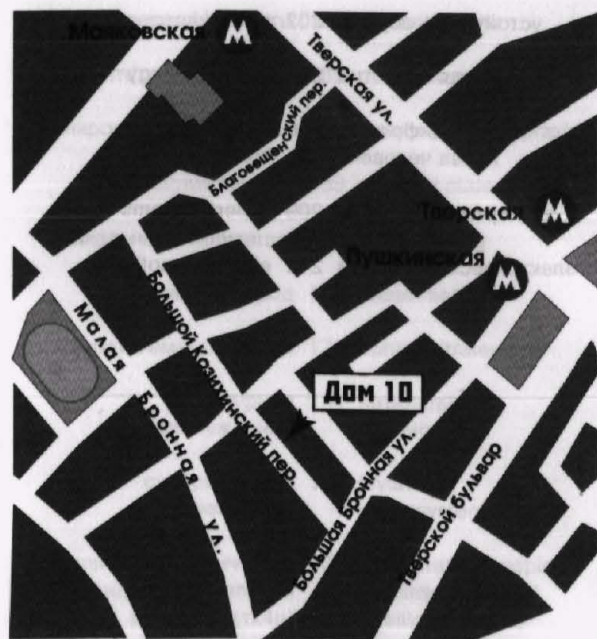 Маяковская М
Тверская ул.
Благовещенский пер.
Тверская М
Пушкинская
М
Малая Бронная ул.
Большой Козихинский пер.
Дом 10
Большая Бронная ул.
Тверской бульвар